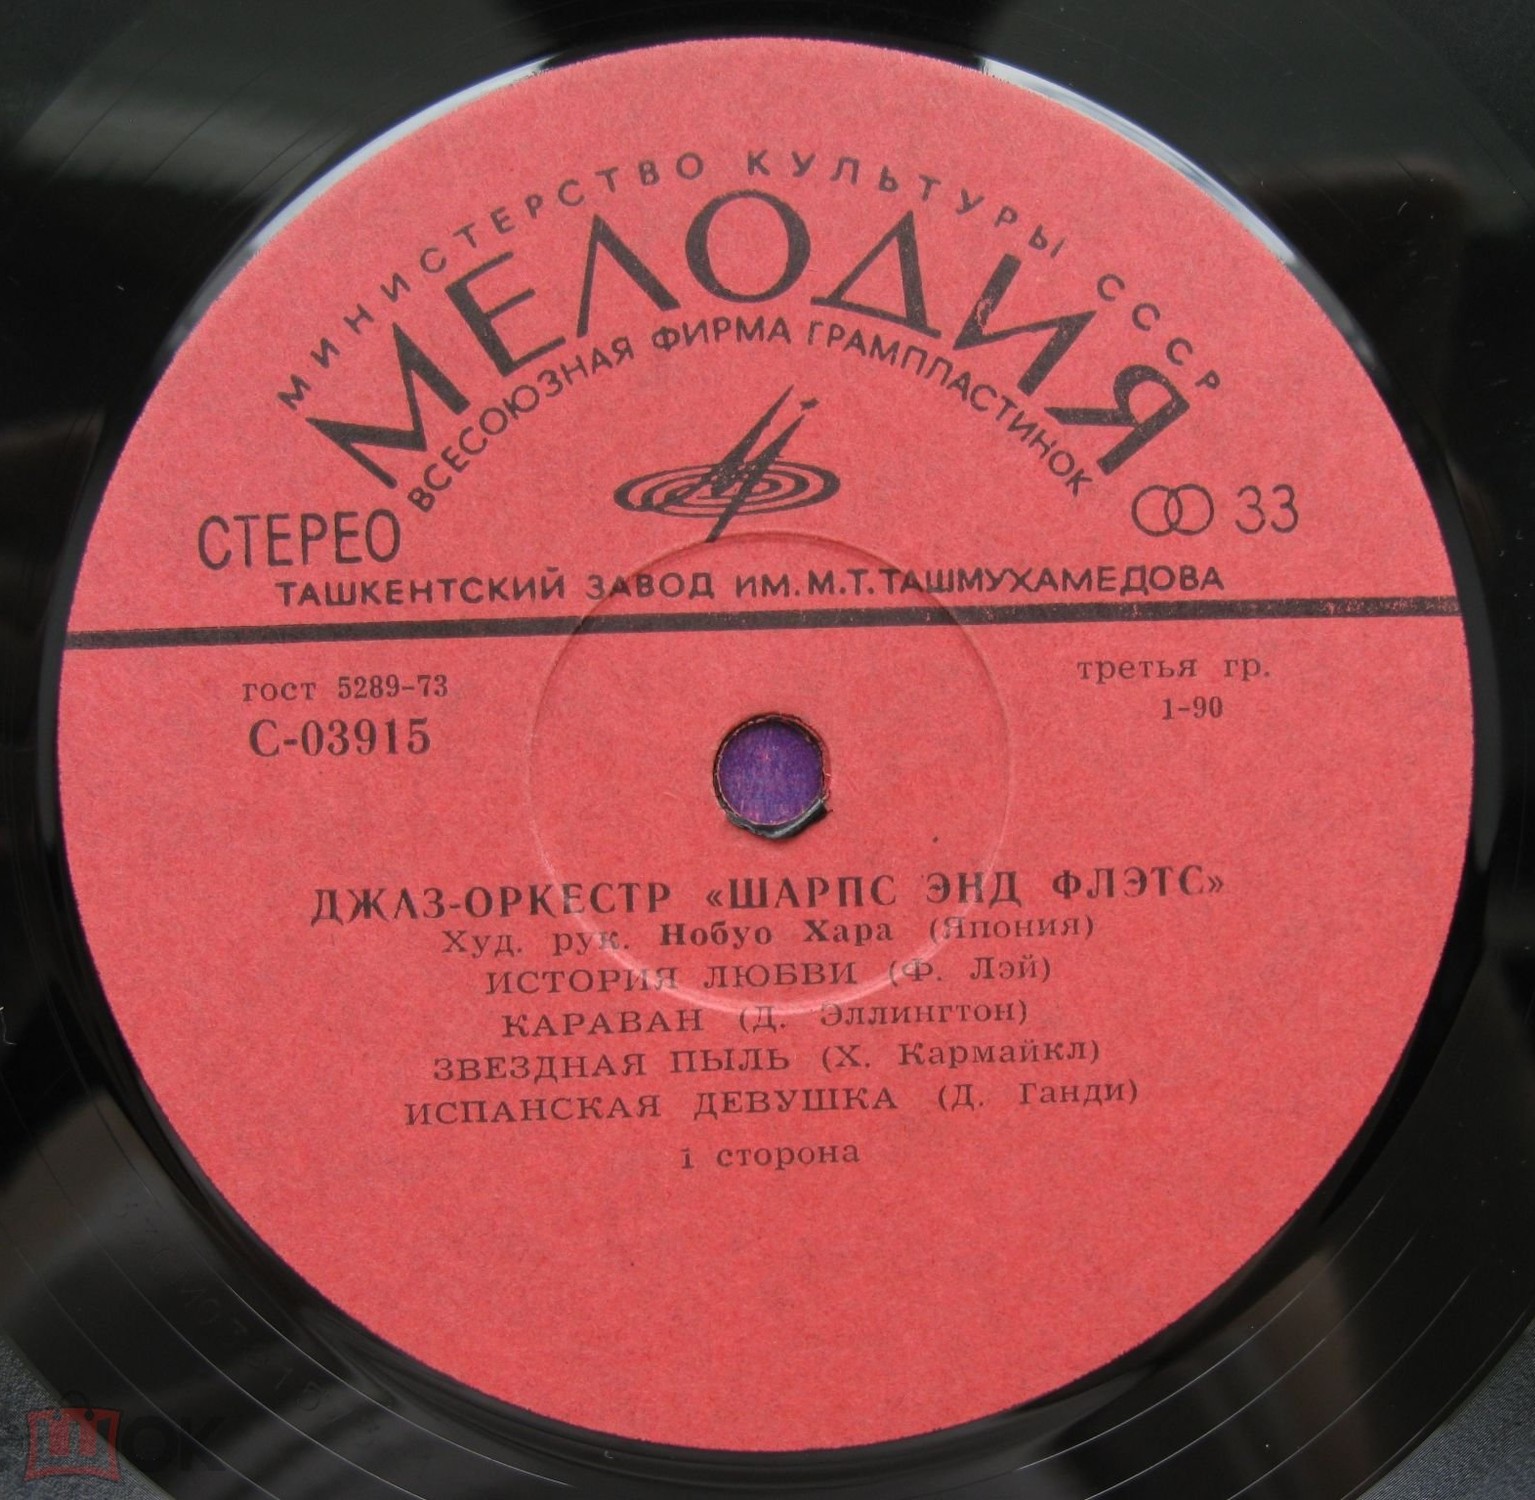 МИНИСТЕРСТВО КУЛЬТУРЫ СССР
МЕЛОДИЯ
ВСЕСОЮЗНАЯ ФИРМА ГРАМПЛАСТИНОК
СТЕРЕО
33
ТАШКЕНТСКИЙ ЗАВОД ИМ. М.Т. ТАШМУХАМЕДОВА
гост 5289-73
С-03915
третья гр.
1-90
ДЖАЗ-ОРКЕСТР «ШАРПС ЭНД ФЛЭТС»
Худ. рук. Нобуо Хара (Япония)
ИСТОРИЯ ЛЮБВИ (Ф. Лэй)
КАРАВАН (Д. Эллингтон)
ЗВЕЗДНАЯ ПЫЛЬ (Х. Кармайкл)
ИСПАНСКАЯ ДЕВУШКА (Д. Ганди)
1 сторона